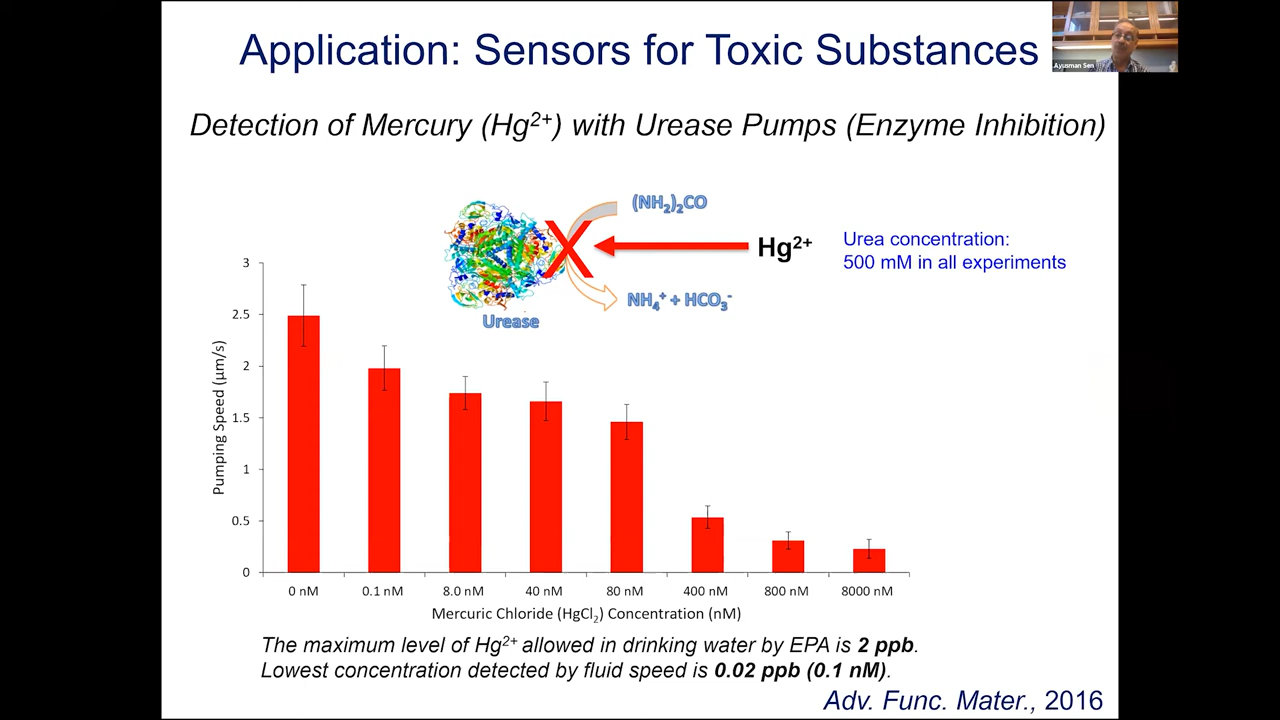 Application: Sensors for Toxic Substances
Ayusman Sen
Detection of Mercury (Hg²⁺) with Urease Pumps (Enzyme Inhibition)
(NH₂)₂CO
X
Hg²⁺
Urea concentration:
500 mM in all experiments
NH₄⁺ + HCO₃⁻
Urease
Pumping Speed (µm/s)
3
2.5
2
1.5
1
0.5
0
0 nM 0.1 nM 8.0 nM 40 nM 80 nM 400 nM 800 nM 8000 nM
Mercuric Chloride (HgCl₂) Concentration (nM)
The maximum level of Hg²⁺ allowed in drinking water by EPA is 2 ppb.
Lowest concentration detected by fluid speed is 0.02 ppb (0.1 nM).
Adv. Func. Mater., 2016